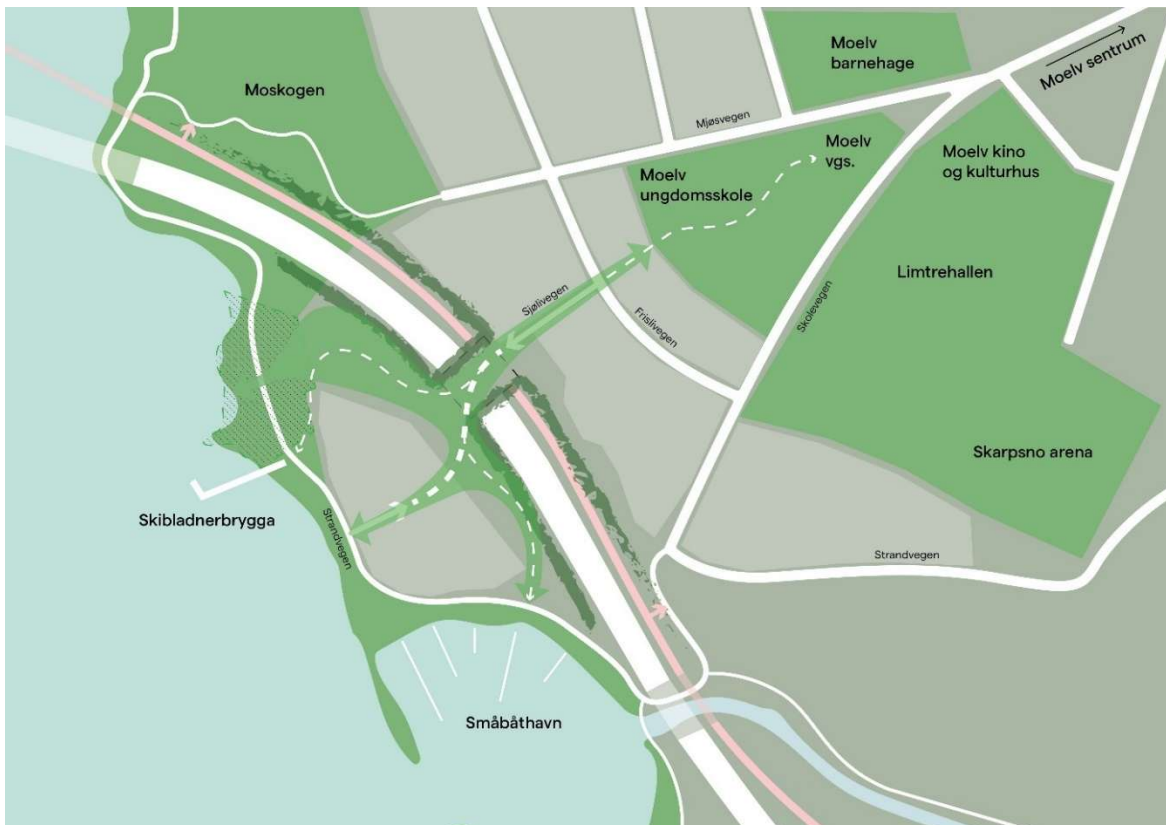 Moelv
barnehage
Moelv sentrum
Moskogen
Mjøsvegen
Moelv
vgs.
Moelv kino
og kulturhus
Moelv
ungdomsskole
Limtrehallen
Sjølivegen
Skolevegen
Frislivegen
Skarpsno arena
Skibladnerbrygga
Strandvegen
Strandvegen
Småbåthavn